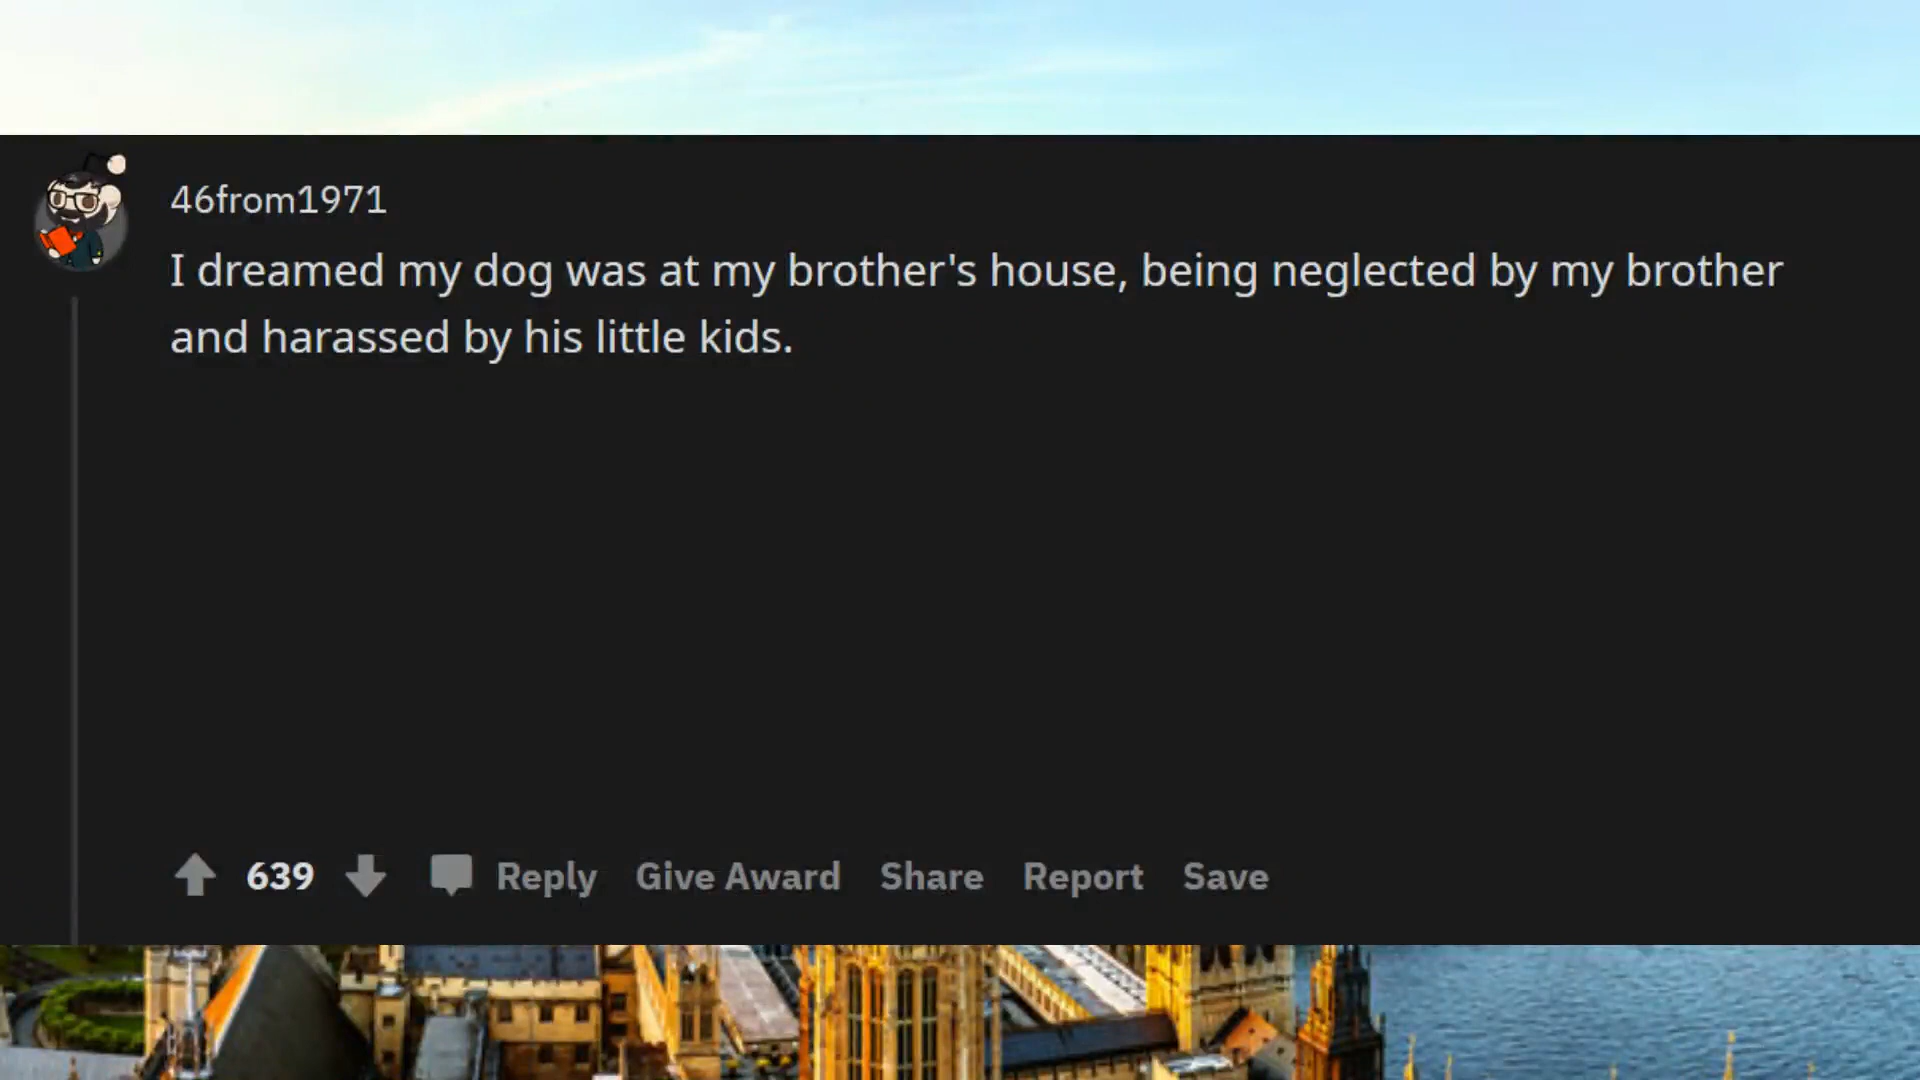 46from1971
I dreamed my dog was at my brother's house, being neglected by my brother
and harassed by his little kids.
639 Reply Give Award Share Report Save